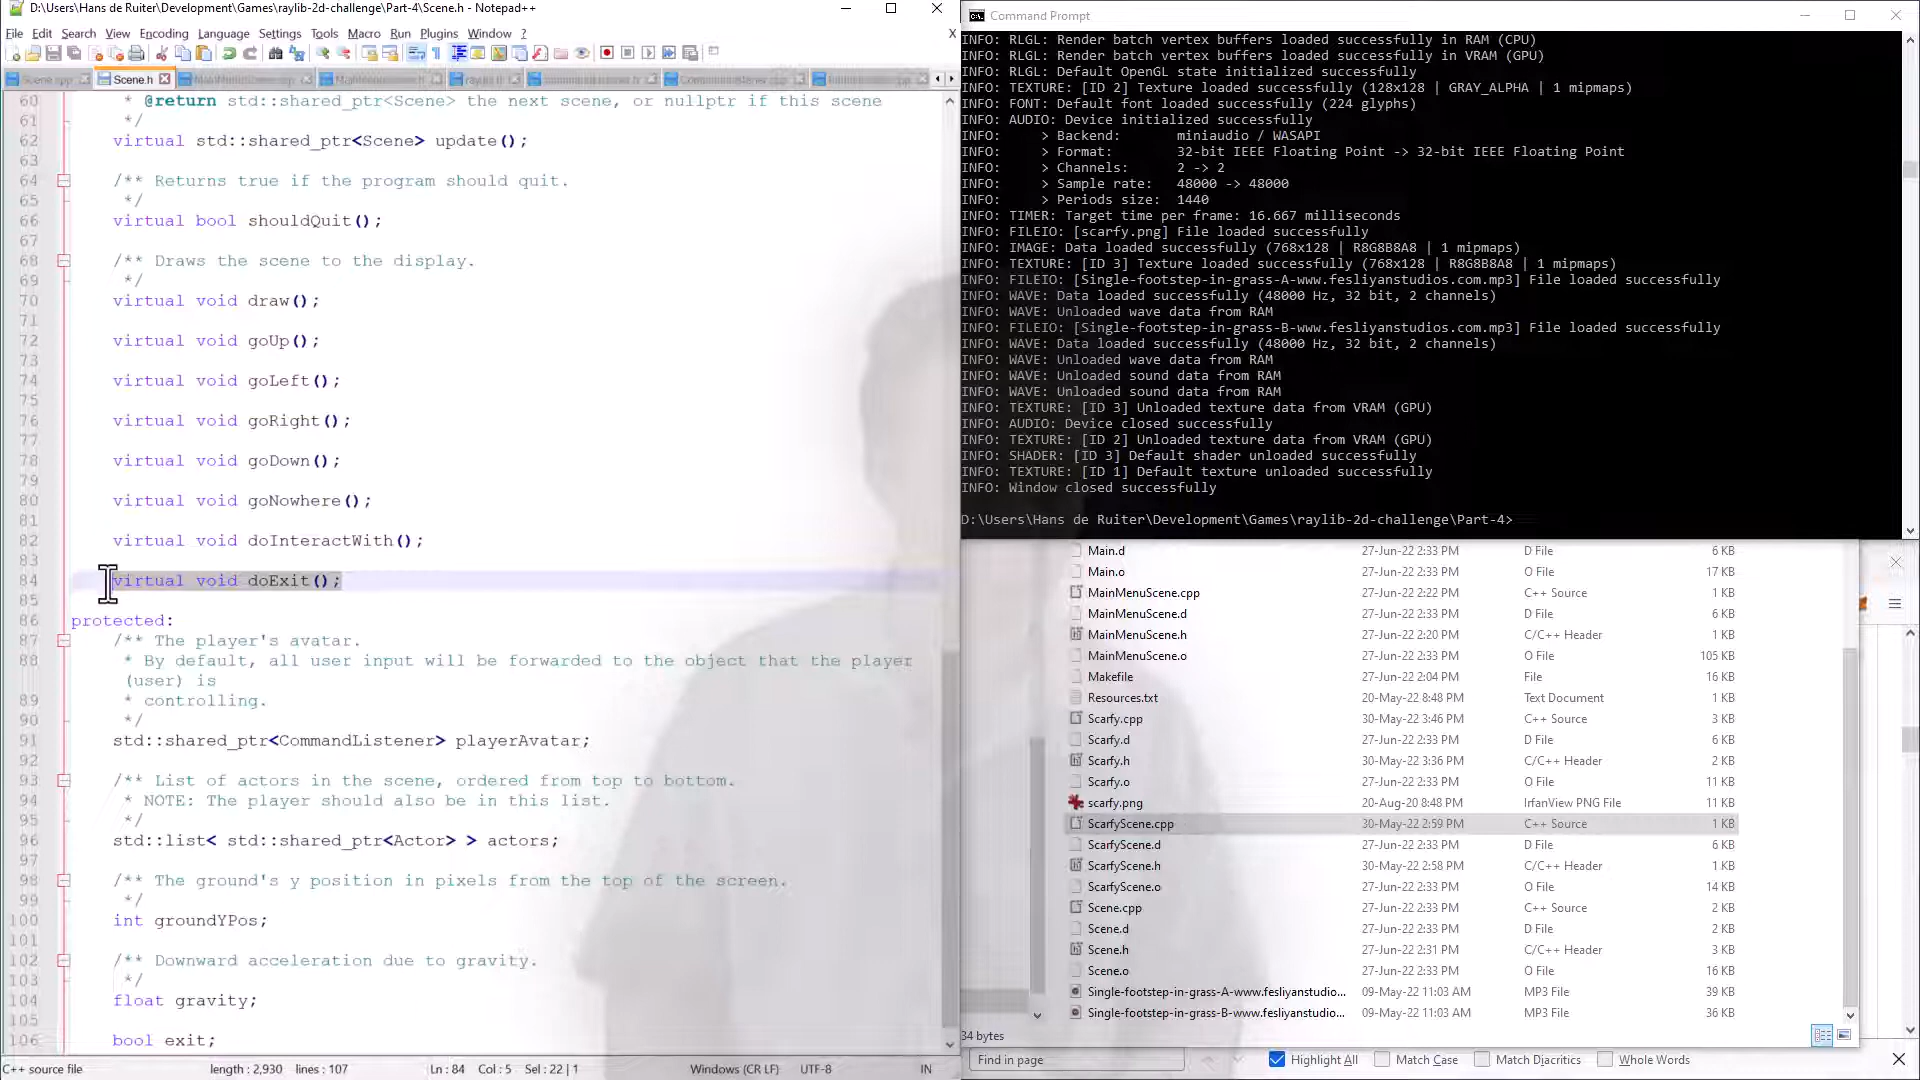 D:\Users\Hans de Ruiter\Development\Games\raylib-2d-challenge\Part-4\Scene.h - Notepad++
File Edit Search View Encoding Language Settings Tools Macro Run Plugins Window ?
X
Scene.h
60 * @return std::shared_ptr<Scene> the next scene, or nullptr if this scene
61 */
62 virtual std::shared_ptr<Scene> update();
63
64 /** Returns true if the program should quit.
65 */
66 virtual bool shouldQuit();
67
68 /** Draws the scene to the display.
69 */
70 virtual void draw();
71
72 virtual void goUp();
73
74 virtual void goLeft();
75
76 virtual void goRight();
77
78 virtual void goDown();
79
80 virtual void goNowhere();
81
82 virtual void doInteractWith();
83
84 virtual void doExit();
85
86 protected:
87 /** The player's avatar.
88 * By default, all user input will be forwarded to the object that the player
(user) is
89 * controlling.
90 */
91 std::shared_ptr<CommandListener> playerAvatar;
92
93 /** List of actors in the scene, ordered from top to bottom.
94 * NOTE: The player should also be in this list.
95 */
96 std::list< std::shared_ptr<Actor> > actors;
97
98 /** The ground's y position in pixels from the top of the screen.
99 */
100 int groundYPos;
101
102 /** Downward acceleration due to gravity.
103 */
104 float gravity;
105
106 bool exit;
C++ source file length : 2,930 lines : 107 Ln : 84 Col : 5 Sel : 22 | 1 Windows (CR LF) UTF-8 IN
Command Prompt
INFO: RLGL: Render batch vertex buffers loaded successfully in RAM (CPU)
INFO: RLGL: Render batch vertex buffers loaded successfully in VRAM (GPU)
INFO: RLGL: Default OpenGL state initialized successfully
INFO: TEXTURE: [ID 2] Texture loaded successfully (128x128 | GRAY_ALPHA | 1 mipmaps)
INFO: FONT: Default font loaded successfully (224 glyphs)
INFO: AUDIO: Device initialized successfully
INFO: > Backend: miniaudio / WASAPI
INFO: > Format: 32-bit IEEE Floating Point -> 32-bit IEEE Floating Point
INFO: > Channels: 2 -> 2
INFO: > Sample rate: 48000 -> 48000
INFO: > Periods size: 1440
INFO: TIMER: Target time per frame: 16.667 milliseconds
INFO: FILEIO: [scarfy.png] File loaded successfully
INFO: IMAGE: Data loaded successfully (768x128 | R8G8B8A8 | 1 mipmaps)
INFO: TEXTURE: [ID 3] Texture loaded successfully (768x128 | R8G8B8A8 | 1 mipmaps)
INFO: FILEIO: [Single-footstep-in-grass-A-www.fesliyanstudios.com.mp3] File loaded successfully
INFO: WAVE: Data loaded successfully (48000 Hz, 32 bit, 2 channels)
INFO: WAVE: Unloaded wave data from RAM
INFO: FILEIO: [Single-footstep-in-grass-B-www.fesliyanstudios.com.mp3] File loaded successfully
INFO: WAVE: Data loaded successfully (48000 Hz, 32 bit, 2 channels)
INFO: WAVE: Unloaded wave data from RAM
INFO: WAVE: Unloaded sound data from RAM
INFO: WAVE: Unloaded sound data from RAM
INFO: TEXTURE: [ID 3] Unloaded texture data from VRAM (GPU)
INFO: AUDIO: Device closed successfully
INFO: TEXTURE: [ID 2] Unloaded texture data from VRAM (GPU)
INFO: SHADER: [ID 3] Default shader unloaded successfully
INFO: TEXTURE: [ID 1] Default texture unloaded successfully
INFO: Window closed successfully
D:\Users\Hans de Ruiter\Development\Games\raylib-2d-challenge\Part-4>
Main.d 27-Jun-22 2:33 PM D File 6 KB
Main.o 27-Jun-22 2:33 PM O File 17 KB
MainMenuScene.cpp 27-Jun-22 2:22 PM C++ Source 1 KB
MainMenuScene.d 27-Jun-22 2:33 PM D File 6 KB
MainMenuScene.h 27-Jun-22 2:20 PM C/C++ Header 1 KB
MainMenuScene.o 27-Jun-22 2:33 PM O File 105 KB
Makefile 27-Jun-22 2:04 PM File 16 KB
Resources.txt 20-May-22 8:48 PM Text Document 1 KB
Scarfy.cpp 30-May-22 3:46 PM C++ Source 3 KB
Scarfy.d 27-Jun-22 2:33 PM D File 6 KB
Scarfy.h 30-May-22 3:36 PM C/C++ Header 2 KB
Scarfy.o 27-Jun-22 2:33 PM O File 11 KB
scarfy.png 20-Aug-20 8:48 PM IrfanView PNG File 11 KB
ScarfyScene.cpp 30-May-22 2:59 PM C++ Source 1 KB
ScarfyScene.d 27-Jun-22 2:33 PM D File 6 KB
ScarfyScene.h 30-May-22 2:58 PM C/C++ Header 1 KB
ScarfyScene.o 27-Jun-22 2:33 PM O File 14 KB
Scene.cpp 27-Jun-22 2:33 PM C++ Source 2 KB
Scene.d 27-Jun-22 2:33 PM D File 2 KB
Scene.h 27-Jun-22 2:31 PM C/C++ Header 3 KB
Scene.o 27-Jun-22 2:33 PM O File 16 KB
Single-footstep-in-grass-A-www.fesliyanstudio... 09-May-22 11:03 AM MP3 File 39 KB
Single-footstep-in-grass-B-www.fesliyanstudio... 09-May-22 11:03 AM MP3 File 36 KB
34 bytes
Find in page Highlight All Match Case Match Diacritics Whole Words